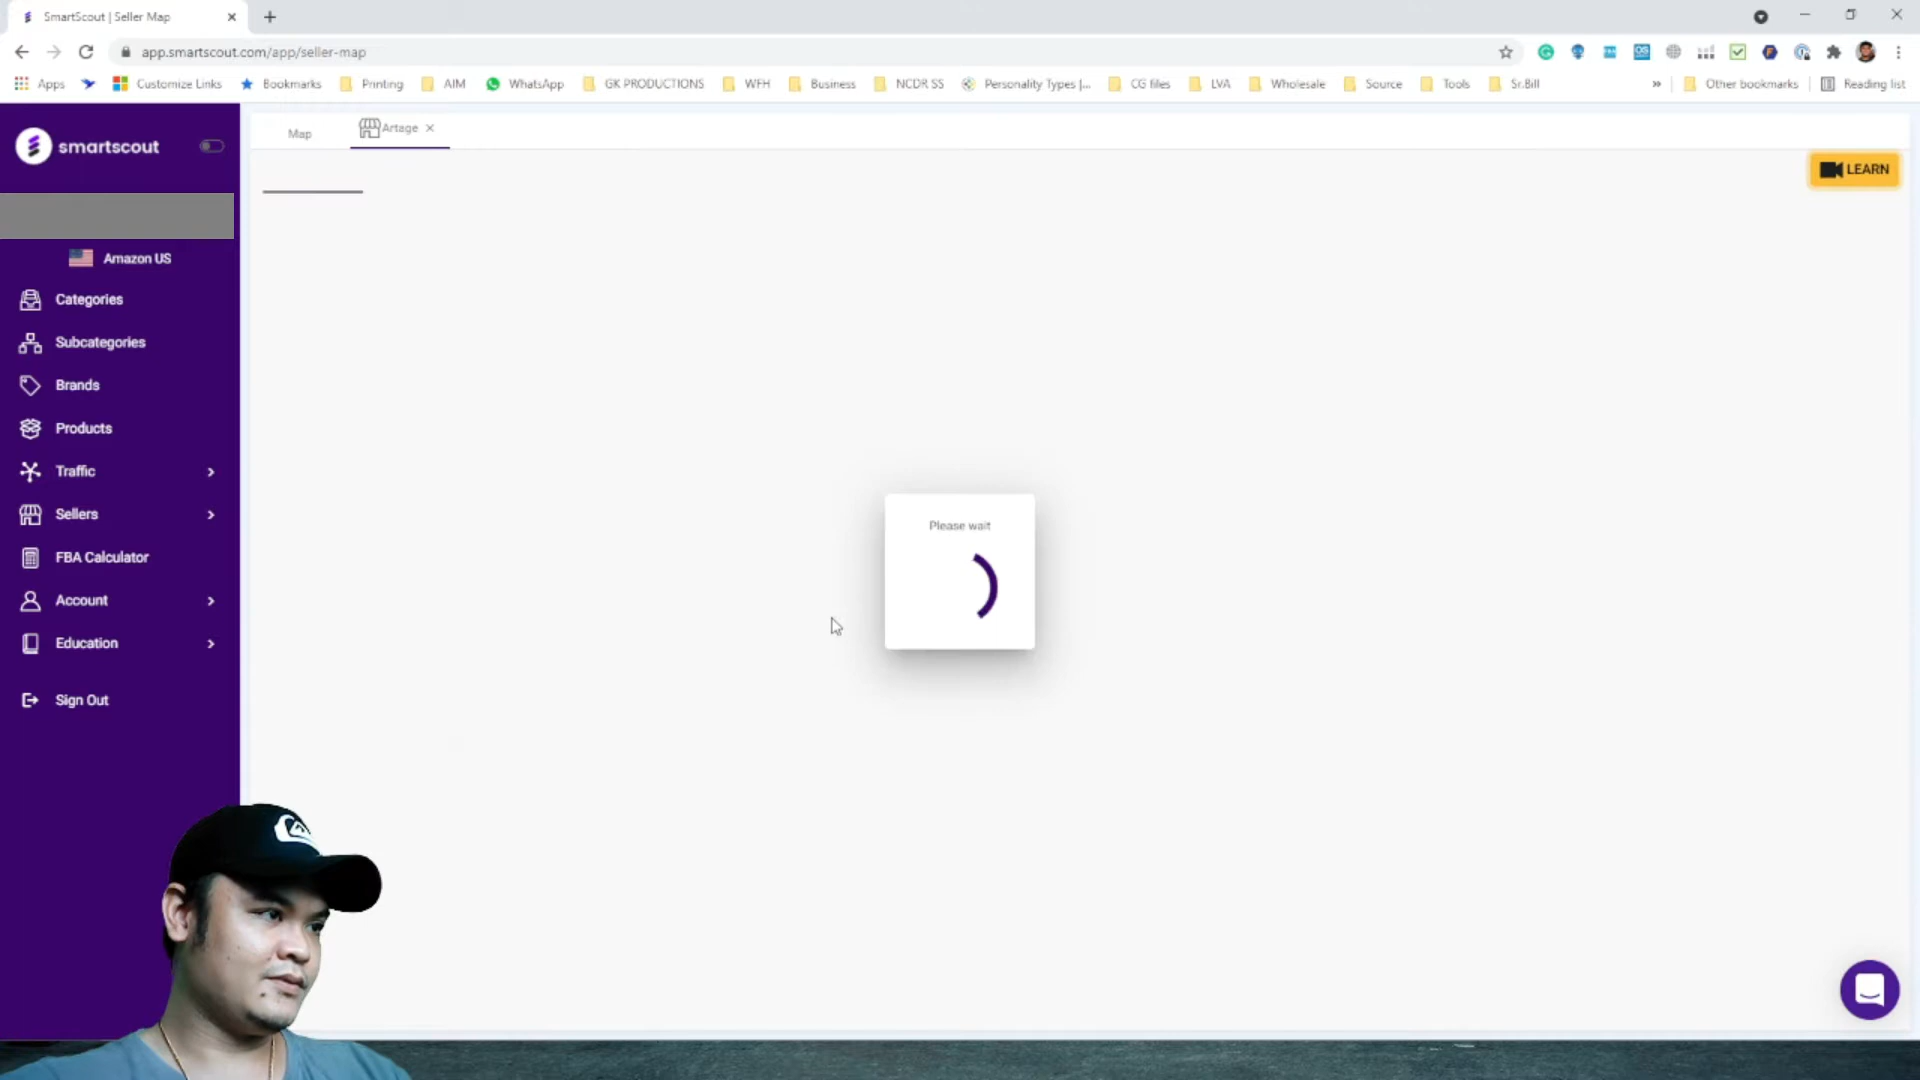 SmartScout | Seller Map
app.smartscout.com/app/seller-map
Apps
Customize Links
Bookmarks
Printing
AIM
WhatsApp
GK PRODUCTIONS
WFH
Business
NCDR SS
Personality Types |...
CG files
LVA
Wholesale
Source
Tools
Sr.Bill
»
Other bookmarks
Reading list
smartscout
Map
Artage
LEARN
Amazon US
Categories
Subcategories
Brands
Products
Traffic
Sellers
FBA Calculator
Account
Education
Sign Out
Please wait